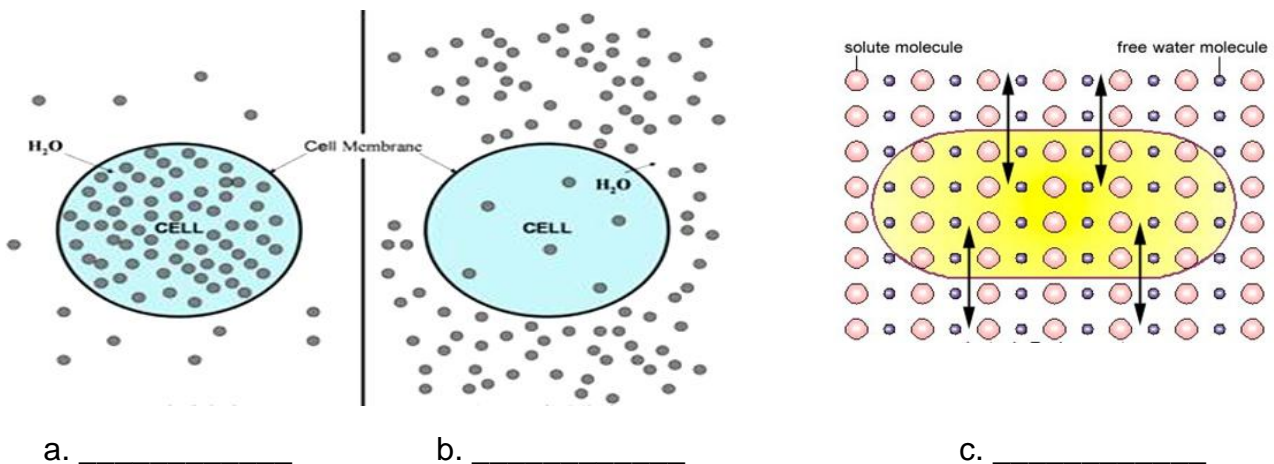 solute molecule free water molecule
H₂O Cell Membrane
H₂O
CELL CELL
a. ____________ b. ____________ c. ____________